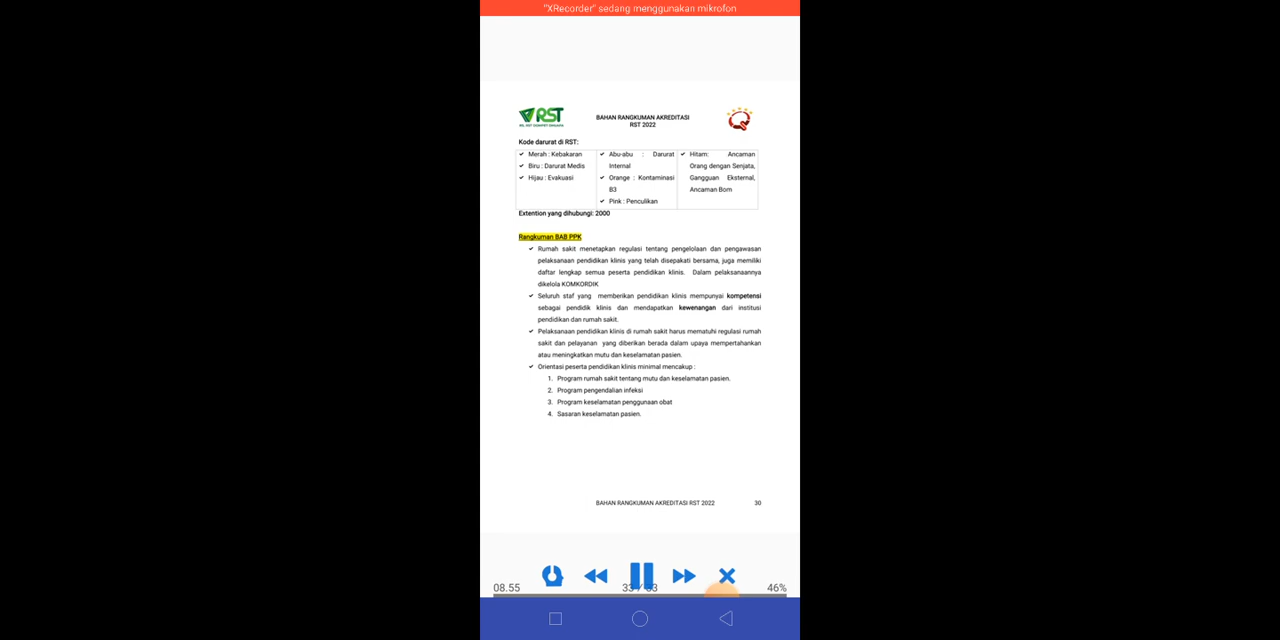 "XRecorder" sedang menggunakan mikrofon
RST
BAHAN RANGKUMAN AKREDITASI
RST 2022
Kode darurat di RST:
✔ Merah : Kebakaran
✔ Biru : Darurat Medis
✔ Hijau : Evakuasi
✔ Abu-abu : Darurat
Internal
✔ Orange : Kontaminasi
B3
✔ Pink : Penculikan
✔ Hitam: Ancaman
Orang dengan Senjata,
Gangguan Eksternal,
Ancaman Bom
Extention yang dihubungi: 2000
Rangkuman BAB PPK
✔ Rumah sakit menetapkan regulasi tentang pengelolaan dan pengawasan
pelaksanaan pendidikan klinis yang telah disepakati bersama, juga memiliki
daftar lengkap semua peserta pendidikan klinis. Dalam pelaksanaannya
dikelola KOMKORDIK
✔ Seluruh staf yang memberikan pendidikan klinis mempunyai kompetensi
sebagai pendidik klinis dan mendapatkan kewenangan dari institusi
pendidikan dan rumah sakit.
✔ Pelaksanaan pendidikan klinis di rumah sakit harus mematuhi regulasi rumah
sakit dan pelayanan yang diberikan berada dalam upaya mempertahankan
atau meningkatkan mutu dan keselamatan pasien.
✔ Orientasi peserta pendidikan klinis minimal mencakup :
1. Program rumah sakit tentang mutu dan keselamatan pasien.
2. Program pengendalian infeksi
3. Program keselamatan penggunaan obat
4. Sasaran keselamatan pasien.
BAHAN RANGKUMAN AKREDITASI RST 2022 30
08.55 33 / 33 46%